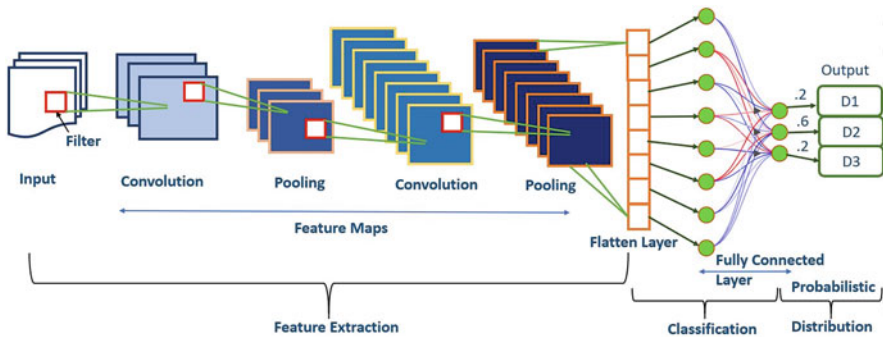 Filter
Input
Convolution
Pooling
Convolution
Pooling
Feature Maps
Flatten Layer
Fully Connected
Layer
Output
.2
D1
.6
D2
.2
D3
Feature Extraction
Classification
Probabilistic
Distribution